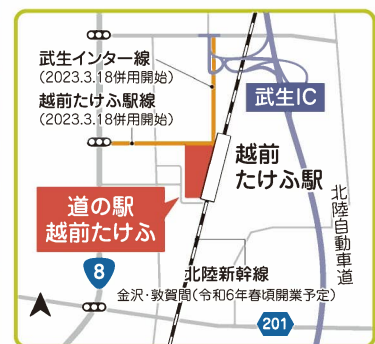 武生インター線
（2023.3.18併用開始）
越前たけふ駅線
（2023.3.18併用開始）
武生IC
越前
たけふ駅
道の駅
越前たけふ
北陸自動車道
8
北陸新幹線
金沢・敦賀間（令和6年春頃開業予定）
201